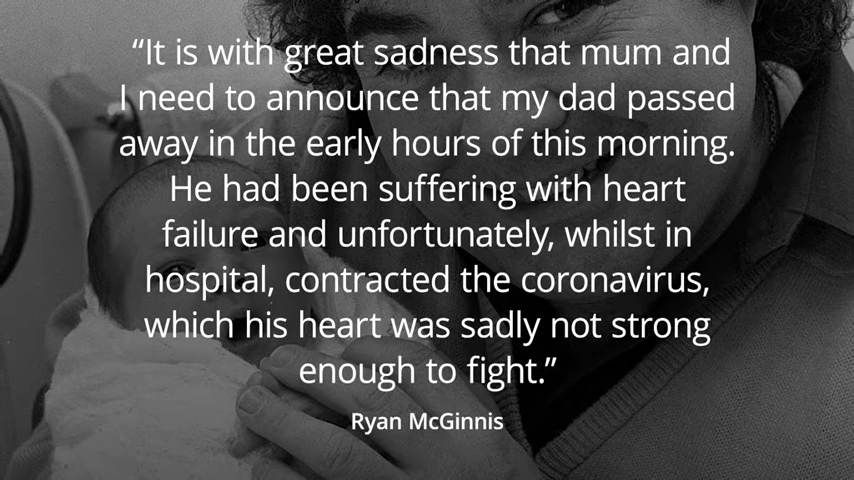 “It is with great sadness that mum and
I need to announce that my dad passed
away in the early hours of this morning.
He had been suffering with heart
failure and unfortunately, whilst in
hospital, contracted the coronavirus,
which his heart was sadly not strong
enough to fight.”
Ryan McGinnis